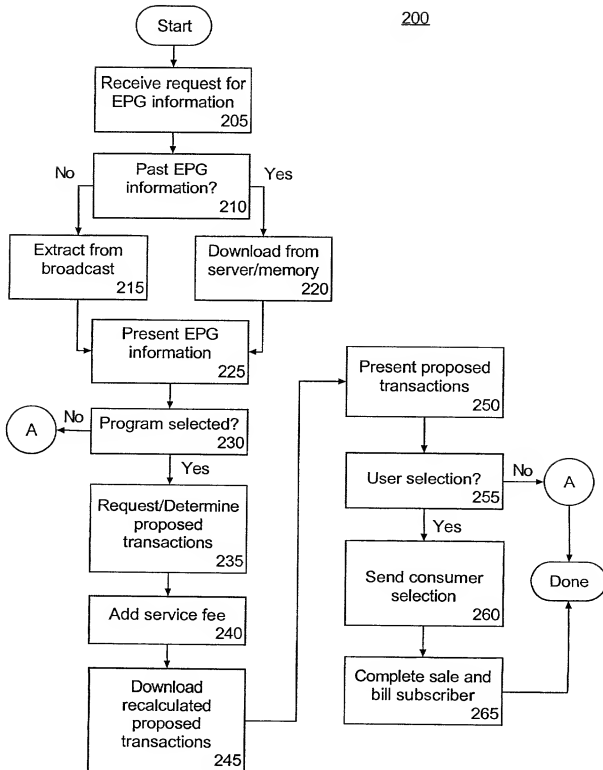 200
Start
Receive request for
EPG information
205
Past EPG
information?
210
No
Yes
Extract from
broadcast
215
Download from
server/memory
220
Present EPG
information
225
Program selected?
230
No
A
Yes
Request/Determine
proposed
transactions
235
Add service fee
240
Download
recalculated
proposed
transactions
245
Present proposed
transactions
250
User selection?
255
No
A
Yes
Send consumer
selection
260
Complete sale and
bill subscriber
265
Done